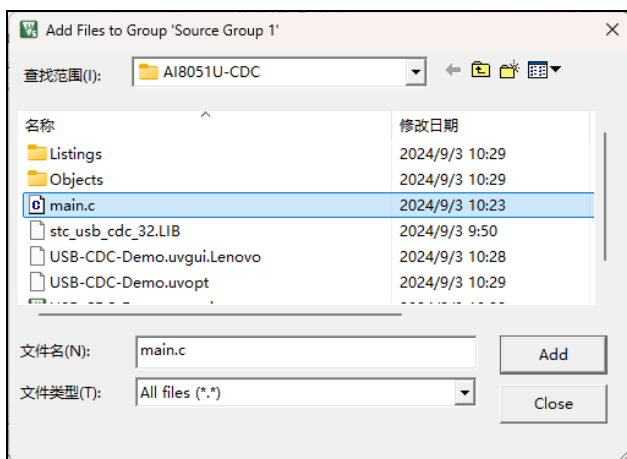 Add Files to Group 'Source Group 1'
查找范围(I): AI8051U-CDC
名称 修改日期
Listings 2024/9/3 10:29
Objects 2024/9/3 10:29
main.c 2024/9/3 10:23
stc_usb_cdc_32.LIB 2024/9/3 9:50
USB-CDC-Demo.uvgui.Lenovo 2024/9/3 10:28
USB-CDC-Demo.uvopt 2024/9/3 10:29
文件名(N): main.c Add
文件类型(T): All files (*.*) Close